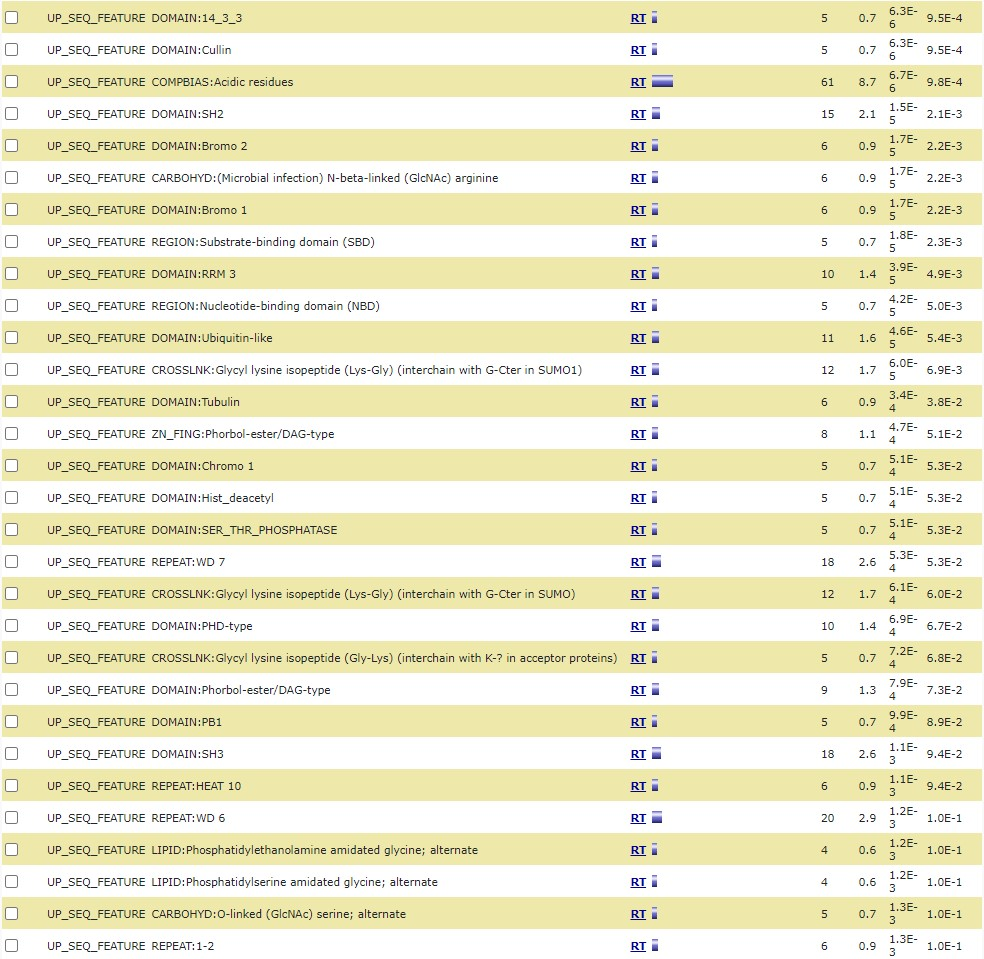 UP_SEQ_FEATURE DOMAIN:14_3_3 RT 5 0.7 6.3E-6 9.5E-4
UP_SEQ_FEATURE DOMAIN:Cullin RT 5 0.7 6.3E-6 9.5E-4
UP_SEQ_FEATURE COMPBIAS:Acidic residues RT 61 8.7 6.7E-6 9.8E-4
UP_SEQ_FEATURE DOMAIN:SH2 RT 15 2.1 1.5E-5 2.1E-3
UP_SEQ_FEATURE DOMAIN:Bromo 2 RT 6 0.9 1.7E-5 2.2E-3
UP_SEQ_FEATURE CARBOHYD:(Microbial infection) N-beta-linked (GlcNAc) arginine RT 6 0.9 1.7E-5 2.2E-3
UP_SEQ_FEATURE DOMAIN:Bromo 1 RT 6 0.9 1.7E-5 2.2E-3
UP_SEQ_FEATURE REGION:Substrate-binding domain (SBD) RT 5 0.7 1.8E-5 2.3E-3
UP_SEQ_FEATURE DOMAIN:RRM 3 RT 10 1.4 3.9E-5 4.9E-3
UP_SEQ_FEATURE REGION:Nucleotide-binding domain (NBD) RT 5 0.7 4.2E-5 5.0E-3
UP_SEQ_FEATURE DOMAIN:Ubiquitin-like RT 11 1.6 4.6E-5 5.4E-3
UP_SEQ_FEATURE CROSSLNK:Glycyl lysine isopeptide (Lys-Gly) (interchain with G-Cter in SUMO1) RT 12 1.7 6.0E-5 6.9E-3
UP_SEQ_FEATURE DOMAIN:Tubulin RT 6 0.9 3.4E-4 3.8E-2
UP_SEQ_FEATURE ZN_FING:Phorbol-ester/DAG-type RT 8 1.1 4.7E-4 5.1E-2
UP_SEQ_FEATURE DOMAIN:Chromo 1 RT 5 0.7 5.1E-4 5.3E-2
UP_SEQ_FEATURE DOMAIN:Hist_deacetyl RT 5 0.7 5.1E-4 5.3E-2
UP_SEQ_FEATURE DOMAIN:SER_THR_PHOSPHATASE RT 5 0.7 5.1E-4 5.3E-2
UP_SEQ_FEATURE REPEAT:WD 7 RT 18 2.6 5.3E-4 5.3E-2
UP_SEQ_FEATURE CROSSLNK:Glycyl lysine isopeptide (Lys-Gly) (interchain with G-Cter in SUMO) RT 12 1.7 6.1E-4 6.0E-2
UP_SEQ_FEATURE DOMAIN:PHD-type RT 10 1.4 6.9E-4 6.7E-2
UP_SEQ_FEATURE CROSSLNK:Glycyl lysine isopeptide (Gly-Lys) (interchain with K-? in acceptor proteins) RT 5 0.7 7.2E-4 6.8E-2
UP_SEQ_FEATURE DOMAIN:Phorbol-ester/DAG-type RT 9 1.3 7.9E-4 7.3E-2
UP_SEQ_FEATURE DOMAIN:PB1 RT 5 0.7 9.9E-4 8.9E-2
UP_SEQ_FEATURE DOMAIN:SH3 RT 18 2.6 1.1E-3 9.4E-2
UP_SEQ_FEATURE REPEAT:HEAT 10 RT 6 0.9 1.1E-3 9.4E-2
UP_SEQ_FEATURE REPEAT:WD 6 RT 20 2.9 1.2E-3 1.0E-1
UP_SEQ_FEATURE LIPID:Phosphatidylethanolamine amidated glycine; alternate RT 4 0.6 1.2E-3 1.0E-1
UP_SEQ_FEATURE LIPID:Phosphatidylserine amidated glycine; alternate RT 4 0.6 1.2E-3 1.0E-1
UP_SEQ_FEATURE CARBOHYD:O-linked (GlcNAc) serine; alternate RT 5 0.7 1.3E-3 1.0E-1
UP_SEQ_FEATURE REPEAT:1-2 RT 6 0.9 1.3E-3 1.0E-1